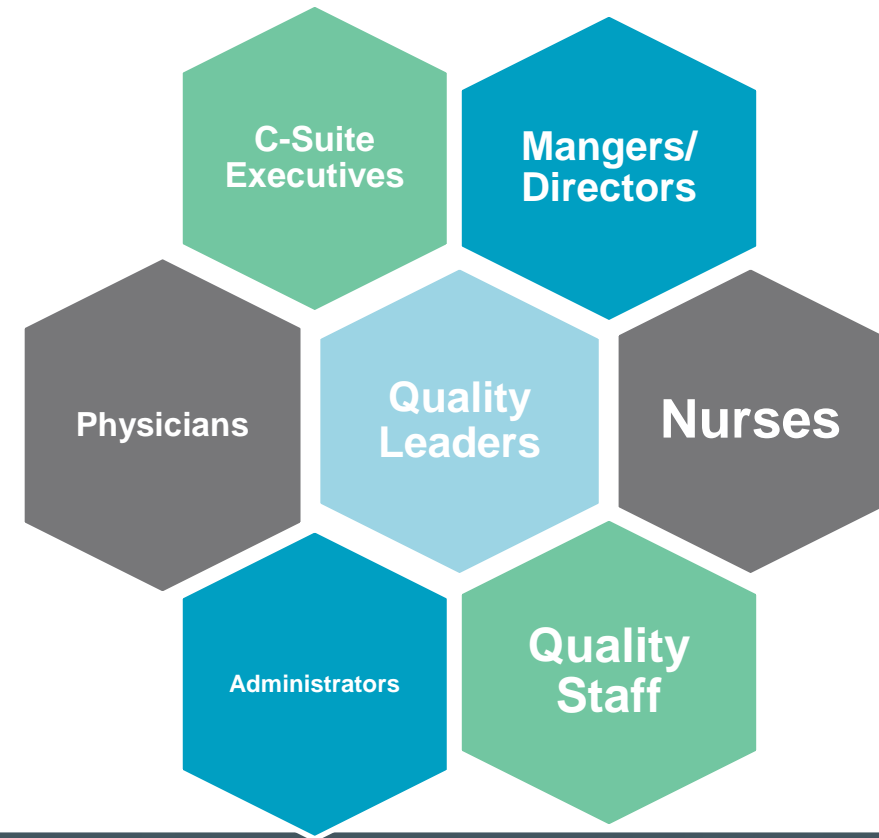 C-Suite
Executives
Mangers/
Directors
Physicians
Quality
Leaders
Nurses
Administrators
Quality
Staff